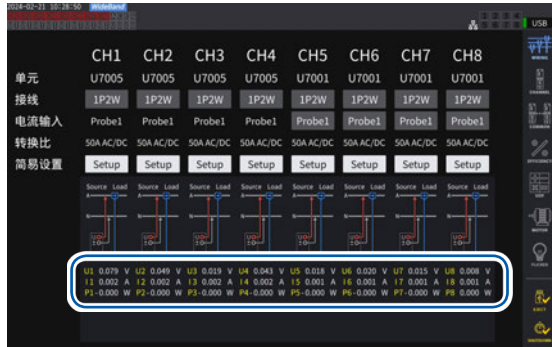 2024-02-21 10:28:50 WideBand
USB
CH1 CH2 CH3 CH4 CH5 CH6 CH7 CH8
单元 U7005 U7005 U7005 U7005 U7001 U7001 U7001 U7001
接线 1P2W 1P2W 1P2W 1P2W 1P2W 1P2W 1P2W 1P2W
电流输入 Probe1 Probe1 Probe1 Probe1 Probe1 Probe1 Probe1 Probe1
转换比 50A AC/DC 50A AC/DC 50A AC/DC 50A AC/DC 50A AC/DC 50A AC/DC 50A AC/DC 50A AC/DC
简易设置 Setup Setup Setup Setup Setup Setup Setup Setup
Source Load Source Load Source Load Source Load Source Load Source Load Source Load Source Load
U1 0.079 V U2 0.049 V U3 0.019 V U4 0.043 V U5 0.018 V U6 0.020 V U7 0.015 V U8 0.008 V
I1 0.002 A I2 0.002 A I3 0.002 A I4 0.002 A I5 0.001 A I6 0.001 A I7 0.001 A I8 0.001 A
P1-0.000 W P2-0.000 W P3-0.000 W P4-0.000 W P5-0.000 W P6-0.000 W P7-0.000 W P8 0.000 W
WIRING
CHANNEL
COMMON
EFFICIENCY
UDF
MOTOR
FLICKER
EXIT
SHUTDOWN